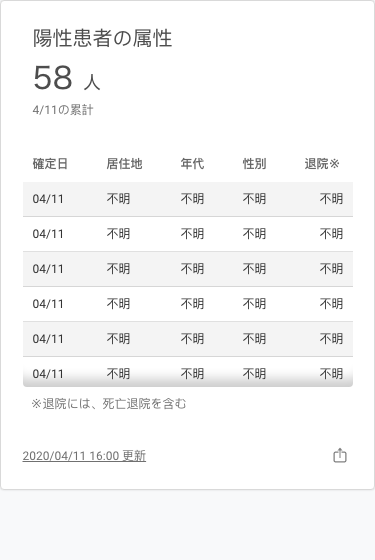 陽性患者の属性
58 人
4/11の累計
確定日 居住地 年代 性別 退院※
04/11 不明 不明 不明 不明
04/11 不明 不明 不明 不明
04/11 不明 不明 不明 不明
04/11 不明 不明 不明 不明
04/11 不明 不明 不明 不明
04/11 不明 不明 不明 不明
※退院には、死亡退院を含む
2020/04/11 16:00 更新